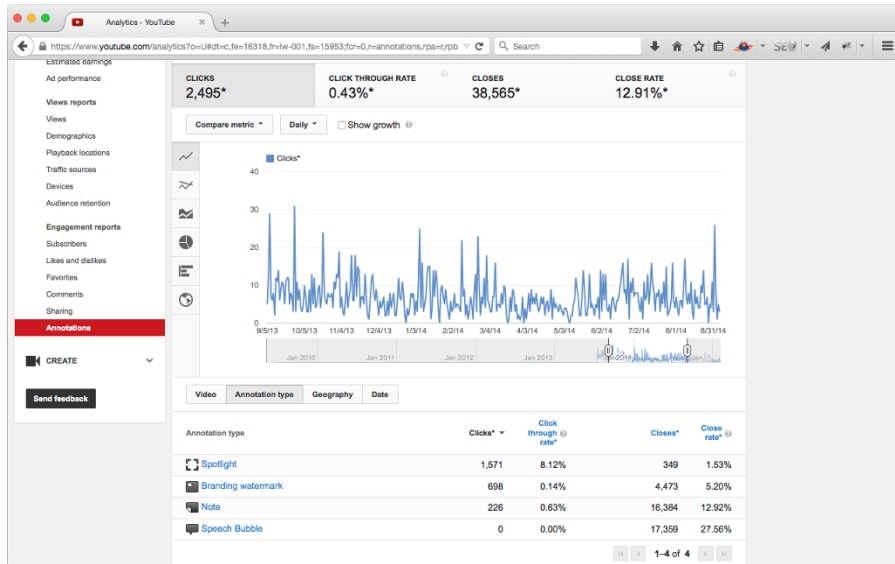 Analytics - YouTube
https://www.youtube.com/analytics?o=U#dt=c,fe=16318,fr=lw-001,fs=15953;fcr=0,r=annotations,rpa=r,rpb
Search
Estimated earnings
Ad performance
Views reports
Views
Demographics
Playback locations
Traffic sources
Devices
Audience retention
Engagement reports
Subscribers
Likes and dislikes
Favorites
Comments
Sharing
Annotations
CREATE
Send feedback
CLICKS CLICK THROUGH RATE CLOSES CLOSE RATE
2,495* 0.43%* 38,565* 12.91%*
Compare metric Daily Show growth
Clicks*
40
30
20
10
0
9/5/13 10/5/13 11/4/13 12/4/13 1/3/14 2/2/14 3/4/14 4/3/14 5/3/14 6/2/14 7/2/14 8/1/14 8/31/14
Jan 2010 Jan 2011 Jan 2012 Jan 2013
Video Annotation type Geography Date
Annotation type Clicks* Click through rate* Closes* Close rate*
Spotlight 1,571 8.12% 349 1.53%
Branding watermark 698 0.14% 4,473 5.20%
Note 226 0.63% 16,384 12.92%
Speech Bubble 0 0.00% 17,359 27.56%
1–4 of 4